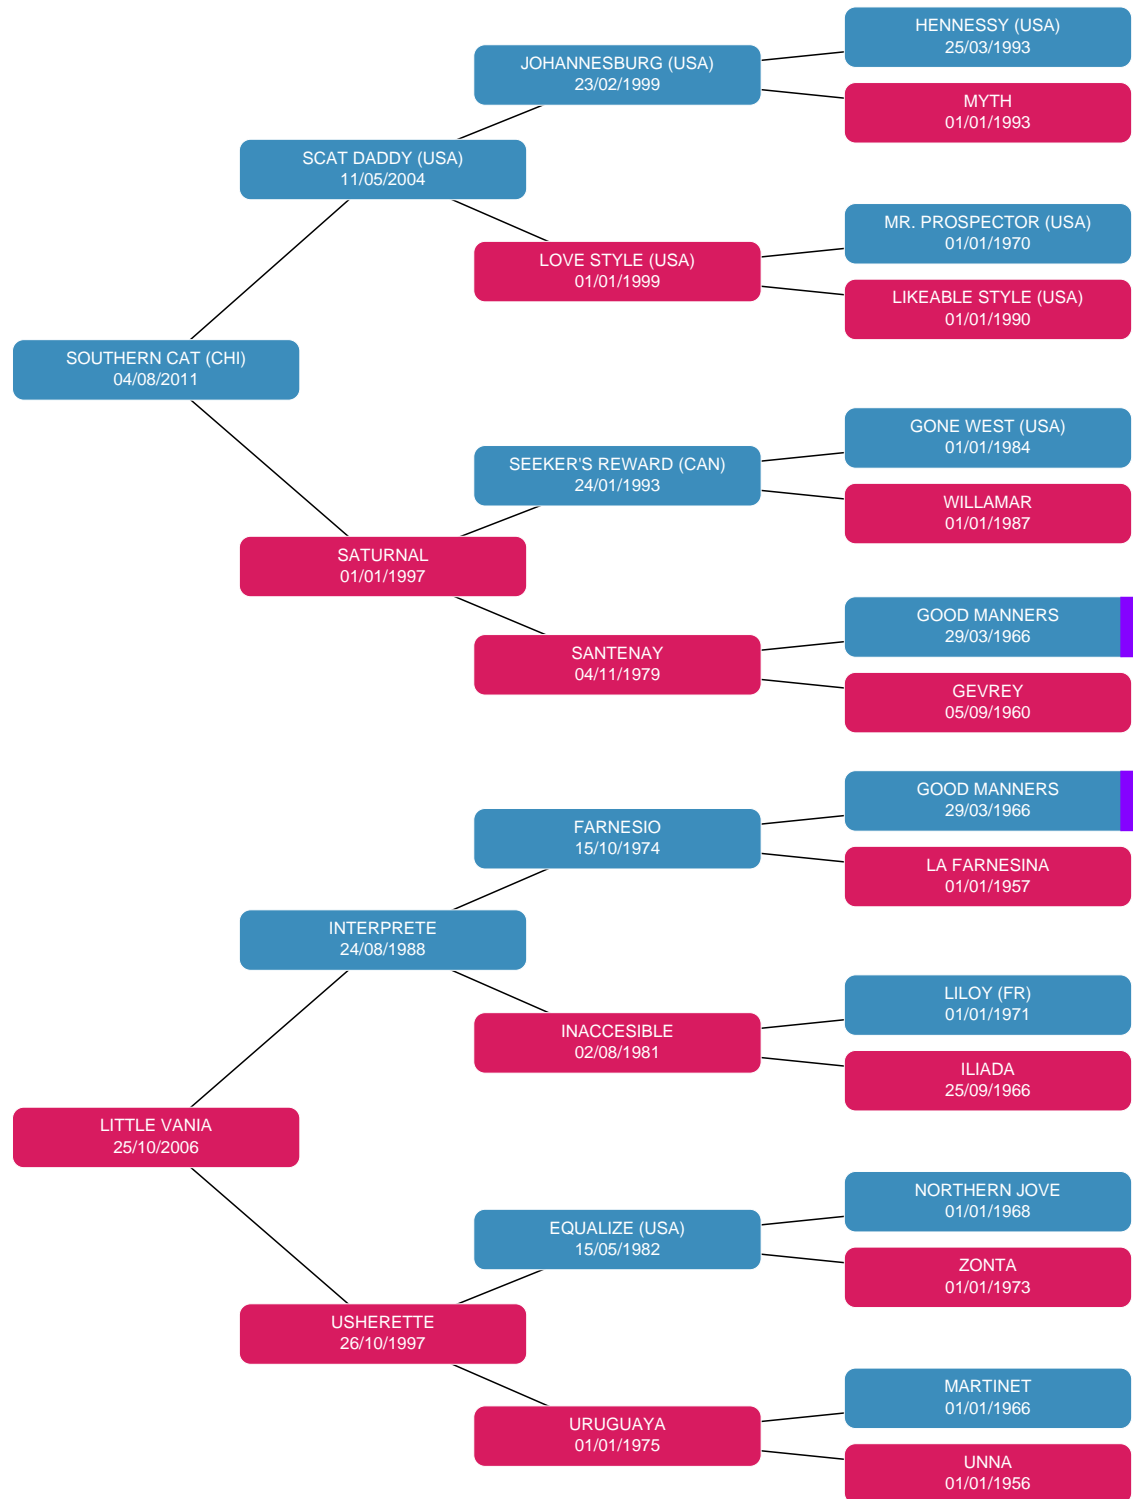 HENNESSY (USA)
25/03/1993
JOHANNESBURG (USA)
23/02/1999
MYTH
01/01/1993
SCAT DADDY (USA)
11/05/2004
MR. PROSPECTOR (USA)
01/01/1970
LOVE STYLE (USA)
01/01/1999
LIKEABLE STYLE (USA)
01/01/1990
SOUTHERN CAT (CHI)
04/08/2011
GONE WEST (USA)
01/01/1984
SEEKER'S REWARD (CAN)
24/01/1993
WILLAMAR
01/01/1987
SATURNAL
01/01/1997
GOOD MANNERS
29/03/1966
SANTENAY
04/11/1979
GEVREY
05/09/1960
GOOD MANNERS
29/03/1966
FARNESIO
15/10/1974
LA FARNESINA
01/01/1957
INTERPRETE
24/08/1988
LILOY (FR)
01/01/1971
INACCESIBLE
02/08/1981
ILIADA
25/09/1966
LITTLE VANIA
25/10/2006
NORTHERN JOVE
01/01/1968
EQUALIZE (USA)
15/05/1982
ZONTA
01/01/1973
USHERETTE
26/10/1997
MARTINET
01/01/1966
URUGUAYA
01/01/1975
UNNA
01/01/1956